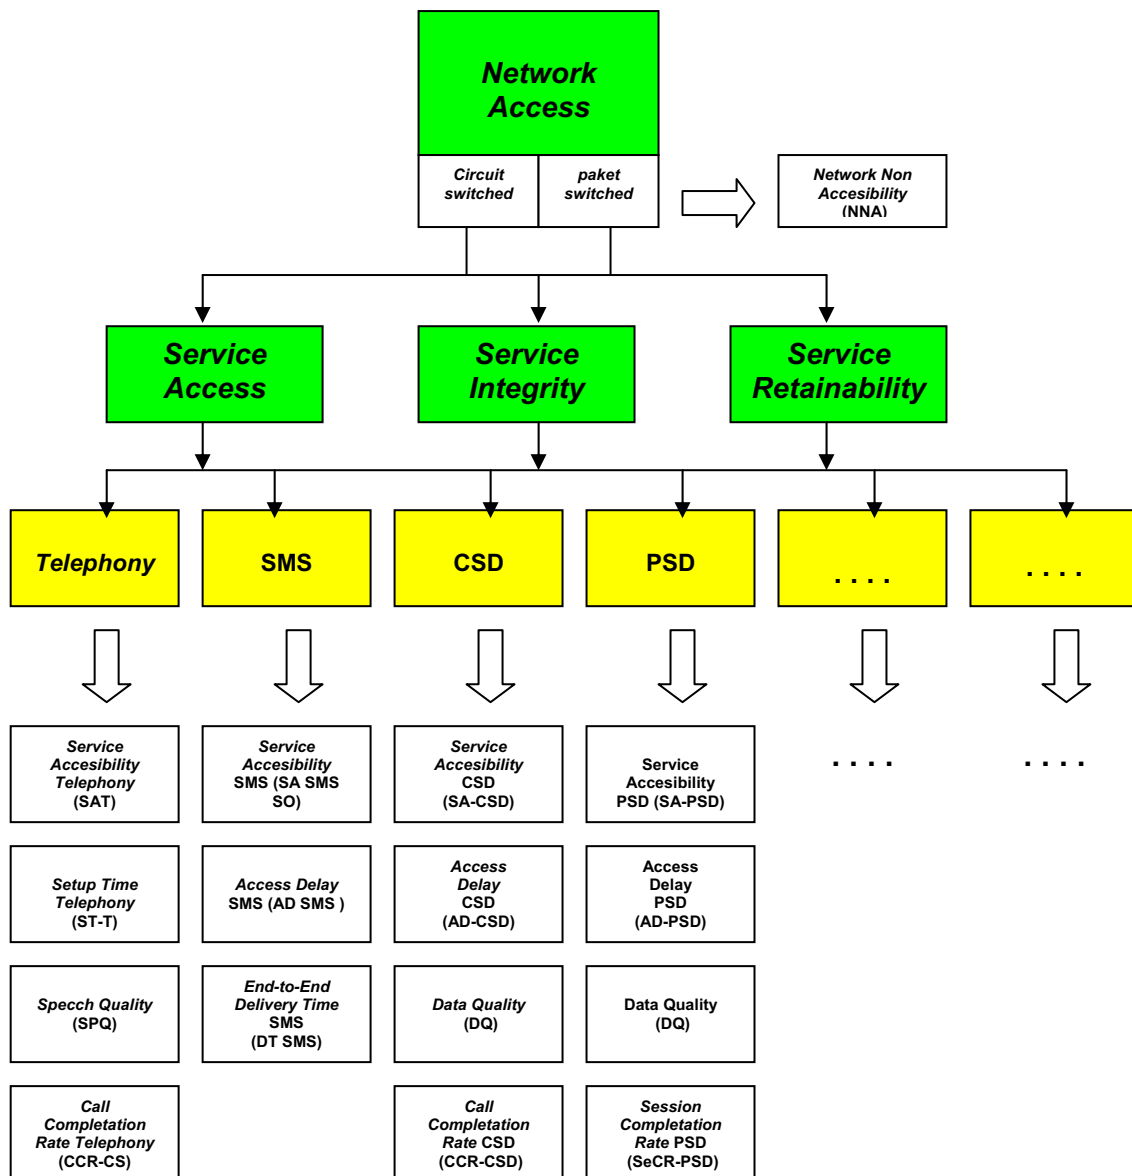 Network
Access
Circuit
switched
paket
switched
Network Non
Accesibility
(NNA)
Service
Access
Service
Integrity
Service
Retainability
Telephony
SMS
CSD
PSD
. . . .
. . . .
Service
Accesibility
Telephony
(SAT)
Service
Accesibility
SMS (SA SMS
SO)
Service
Accesibility
CSD
(SA-CSD)
Service
Accesibility
PSD (SA-PSD)
. . . .
. . . .
Setup Time
Telephony
(ST-T)
Access Delay
SMS (AD SMS )
Access
Delay
CSD
(AD-CSD)
Access
Delay
PSD
(AD-PSD)
Specch Quality
(SPQ)
End-to-End
Delivery Time
SMS
(DT SMS)
Data Quality
(DQ)
Data Quality
(DQ)
Call
Completion
Rate Telephony
(CCR-CS)
Call
Completion
Rate CSD
(CCR-CSD)
Session
Completion
Rate PSD
(SeCR-PSD)